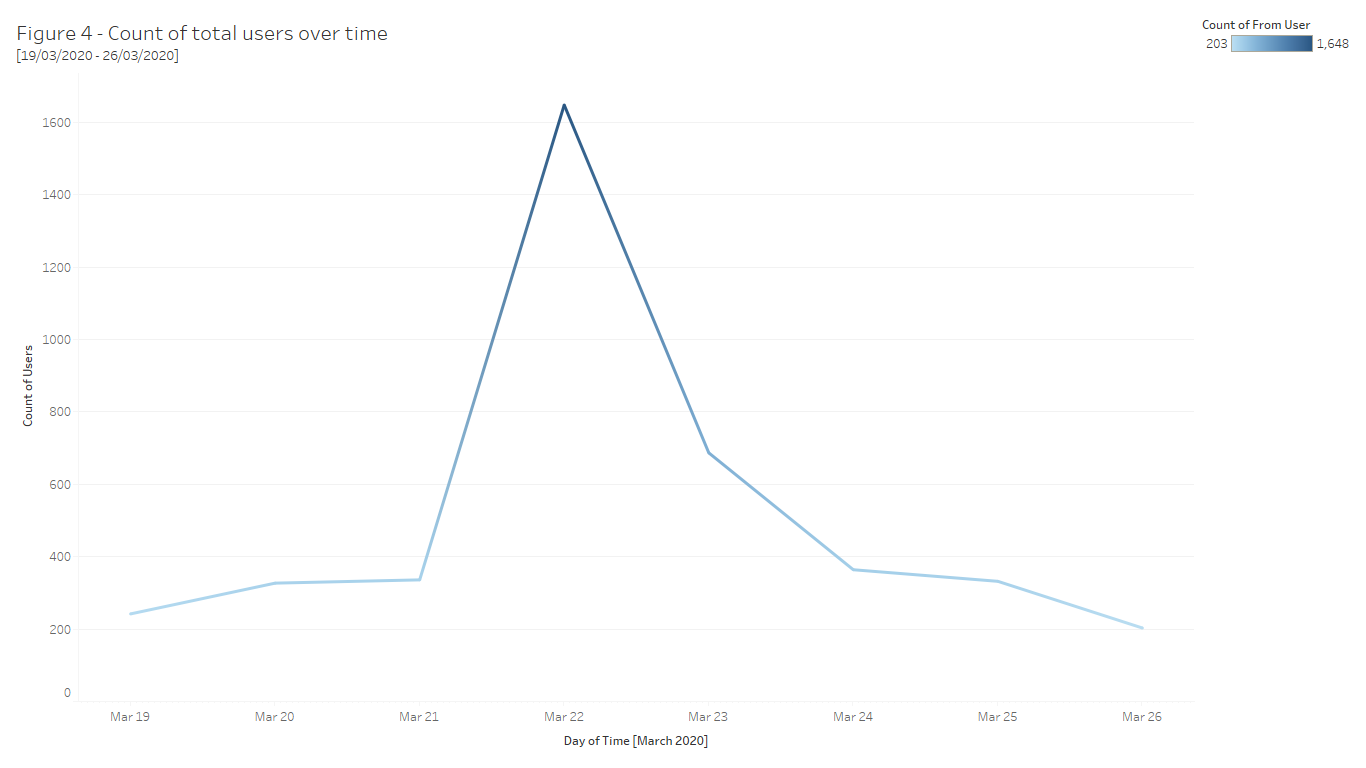 Figure 4 - Count of total users over time
[19/03/2020 - 26/03/2020]
Count of From User
203 1,648
Count of Users
1600
1400
1200
1000
800
600
400
200
0
Mar 19 Mar 20 Mar 21 Mar 22 Mar 23 Mar 24 Mar 25 Mar 26
Day of Time [March 2020]